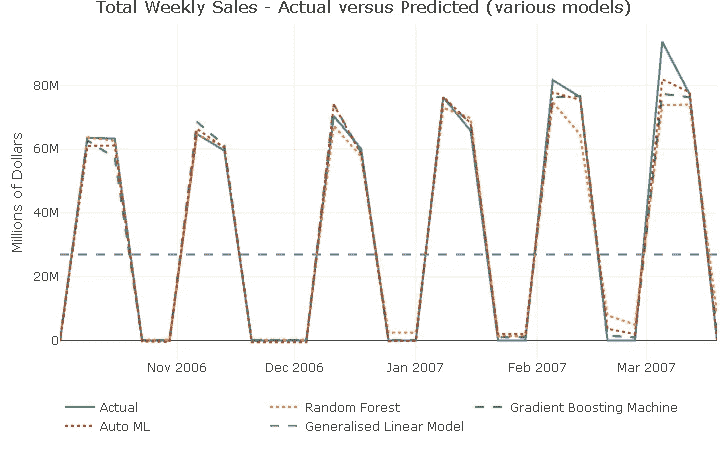 Total Weekly Sales - Actual versus Predicted (various models)
Millions of Dollars
80M
60M
40M
20M
0
Nov 2006
Dec 2006
Jan 2007
Feb 2007
Mar 2007
Actual
Random Forest
Gradient Boosting Machine
Auto ML
Generalised Linear Model